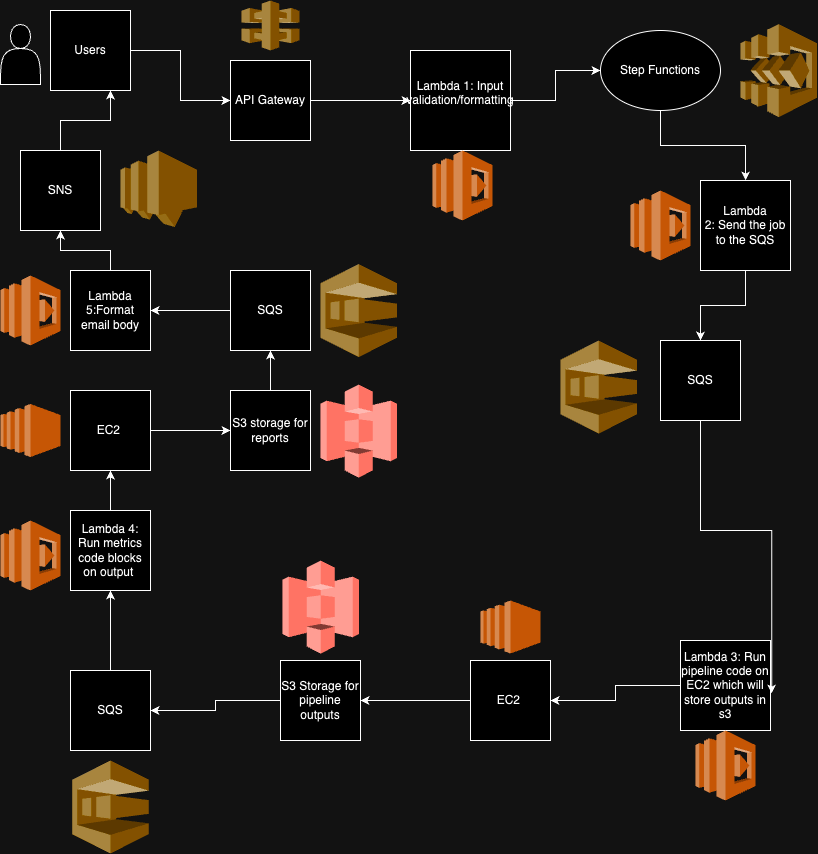 Users
API Gateway
Lambda 1: Input
validation/formatting
Step Functions
SNS
Lambda
2: Send the job
to the SQS
Lambda
5:Format
email body
SQS
SQS
EC2
S3 storage for
reports
Lambda 4:
Run metrics
code blocks
on output
Lambda 3: Run
pipeline code on
EC2 which will
store outputs in
s3
EC2
S3 Storage for
pipeline
outputs
SQS